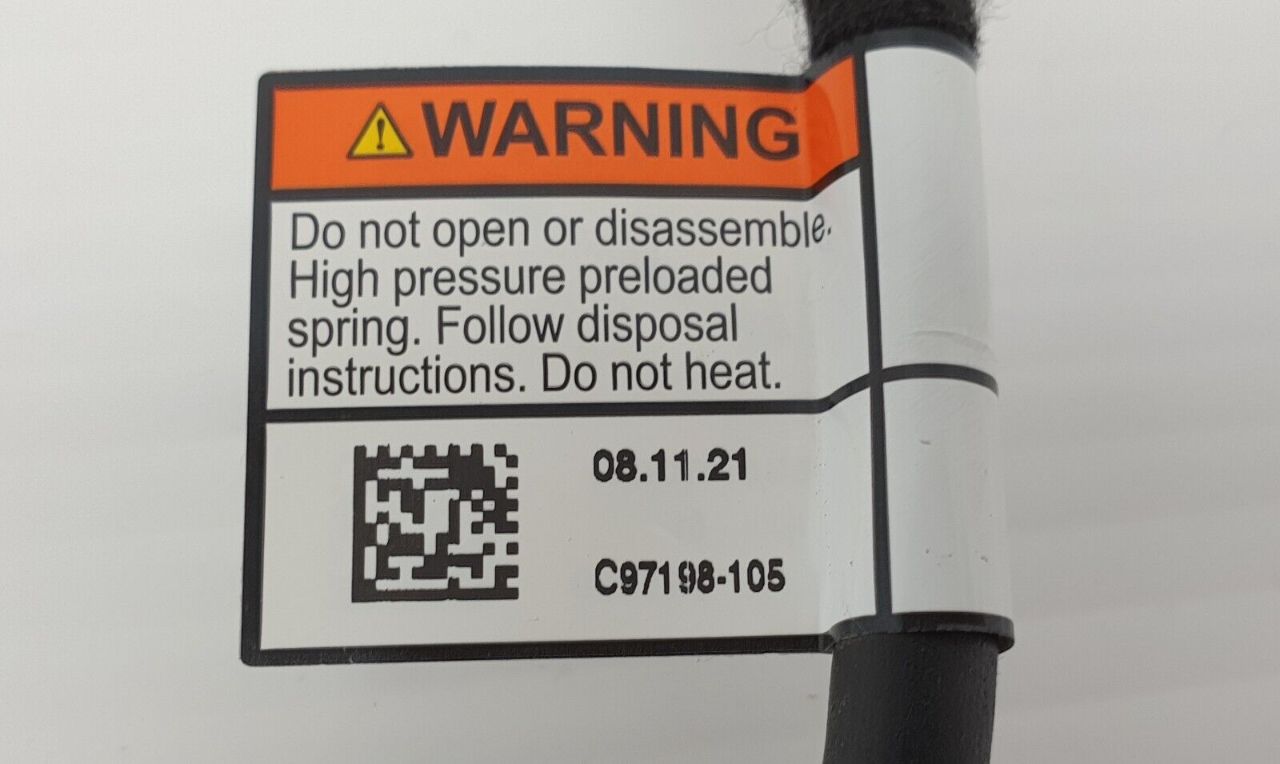 WARNING
Do not open or disassemble.
High pressure preloaded
spring. Follow disposal
instructions. Do not heat.
08.11.21
C97198-105